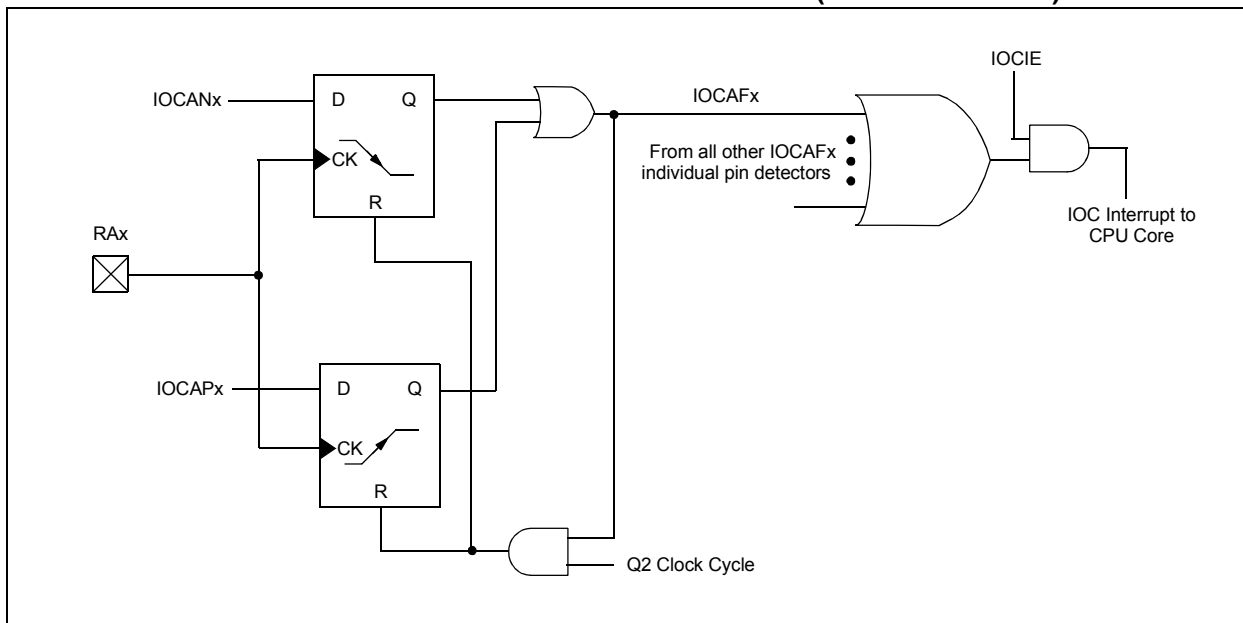 IOCIE
IOCANx
D
Q
IOCAFx
CK
From all other IOCAFx
individual pin detectors
R
IOC Interrupt to
CPU Core
RAx
IOCAPx
D
Q
CK
R
Q2 Clock Cycle